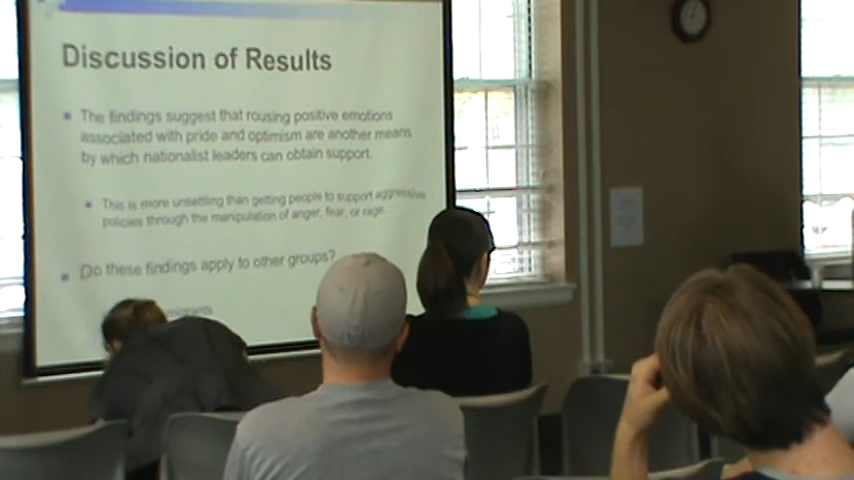 Discussion of Results
The findings suggest that rousing positive emotions
associated with pride and optimism are another means
by which nationalist leaders can obtain support.
This is more unsettling than getting people to support aggressive
policies through the manipulation of anger, fear, or rage.
Do these findings apply to other groups?